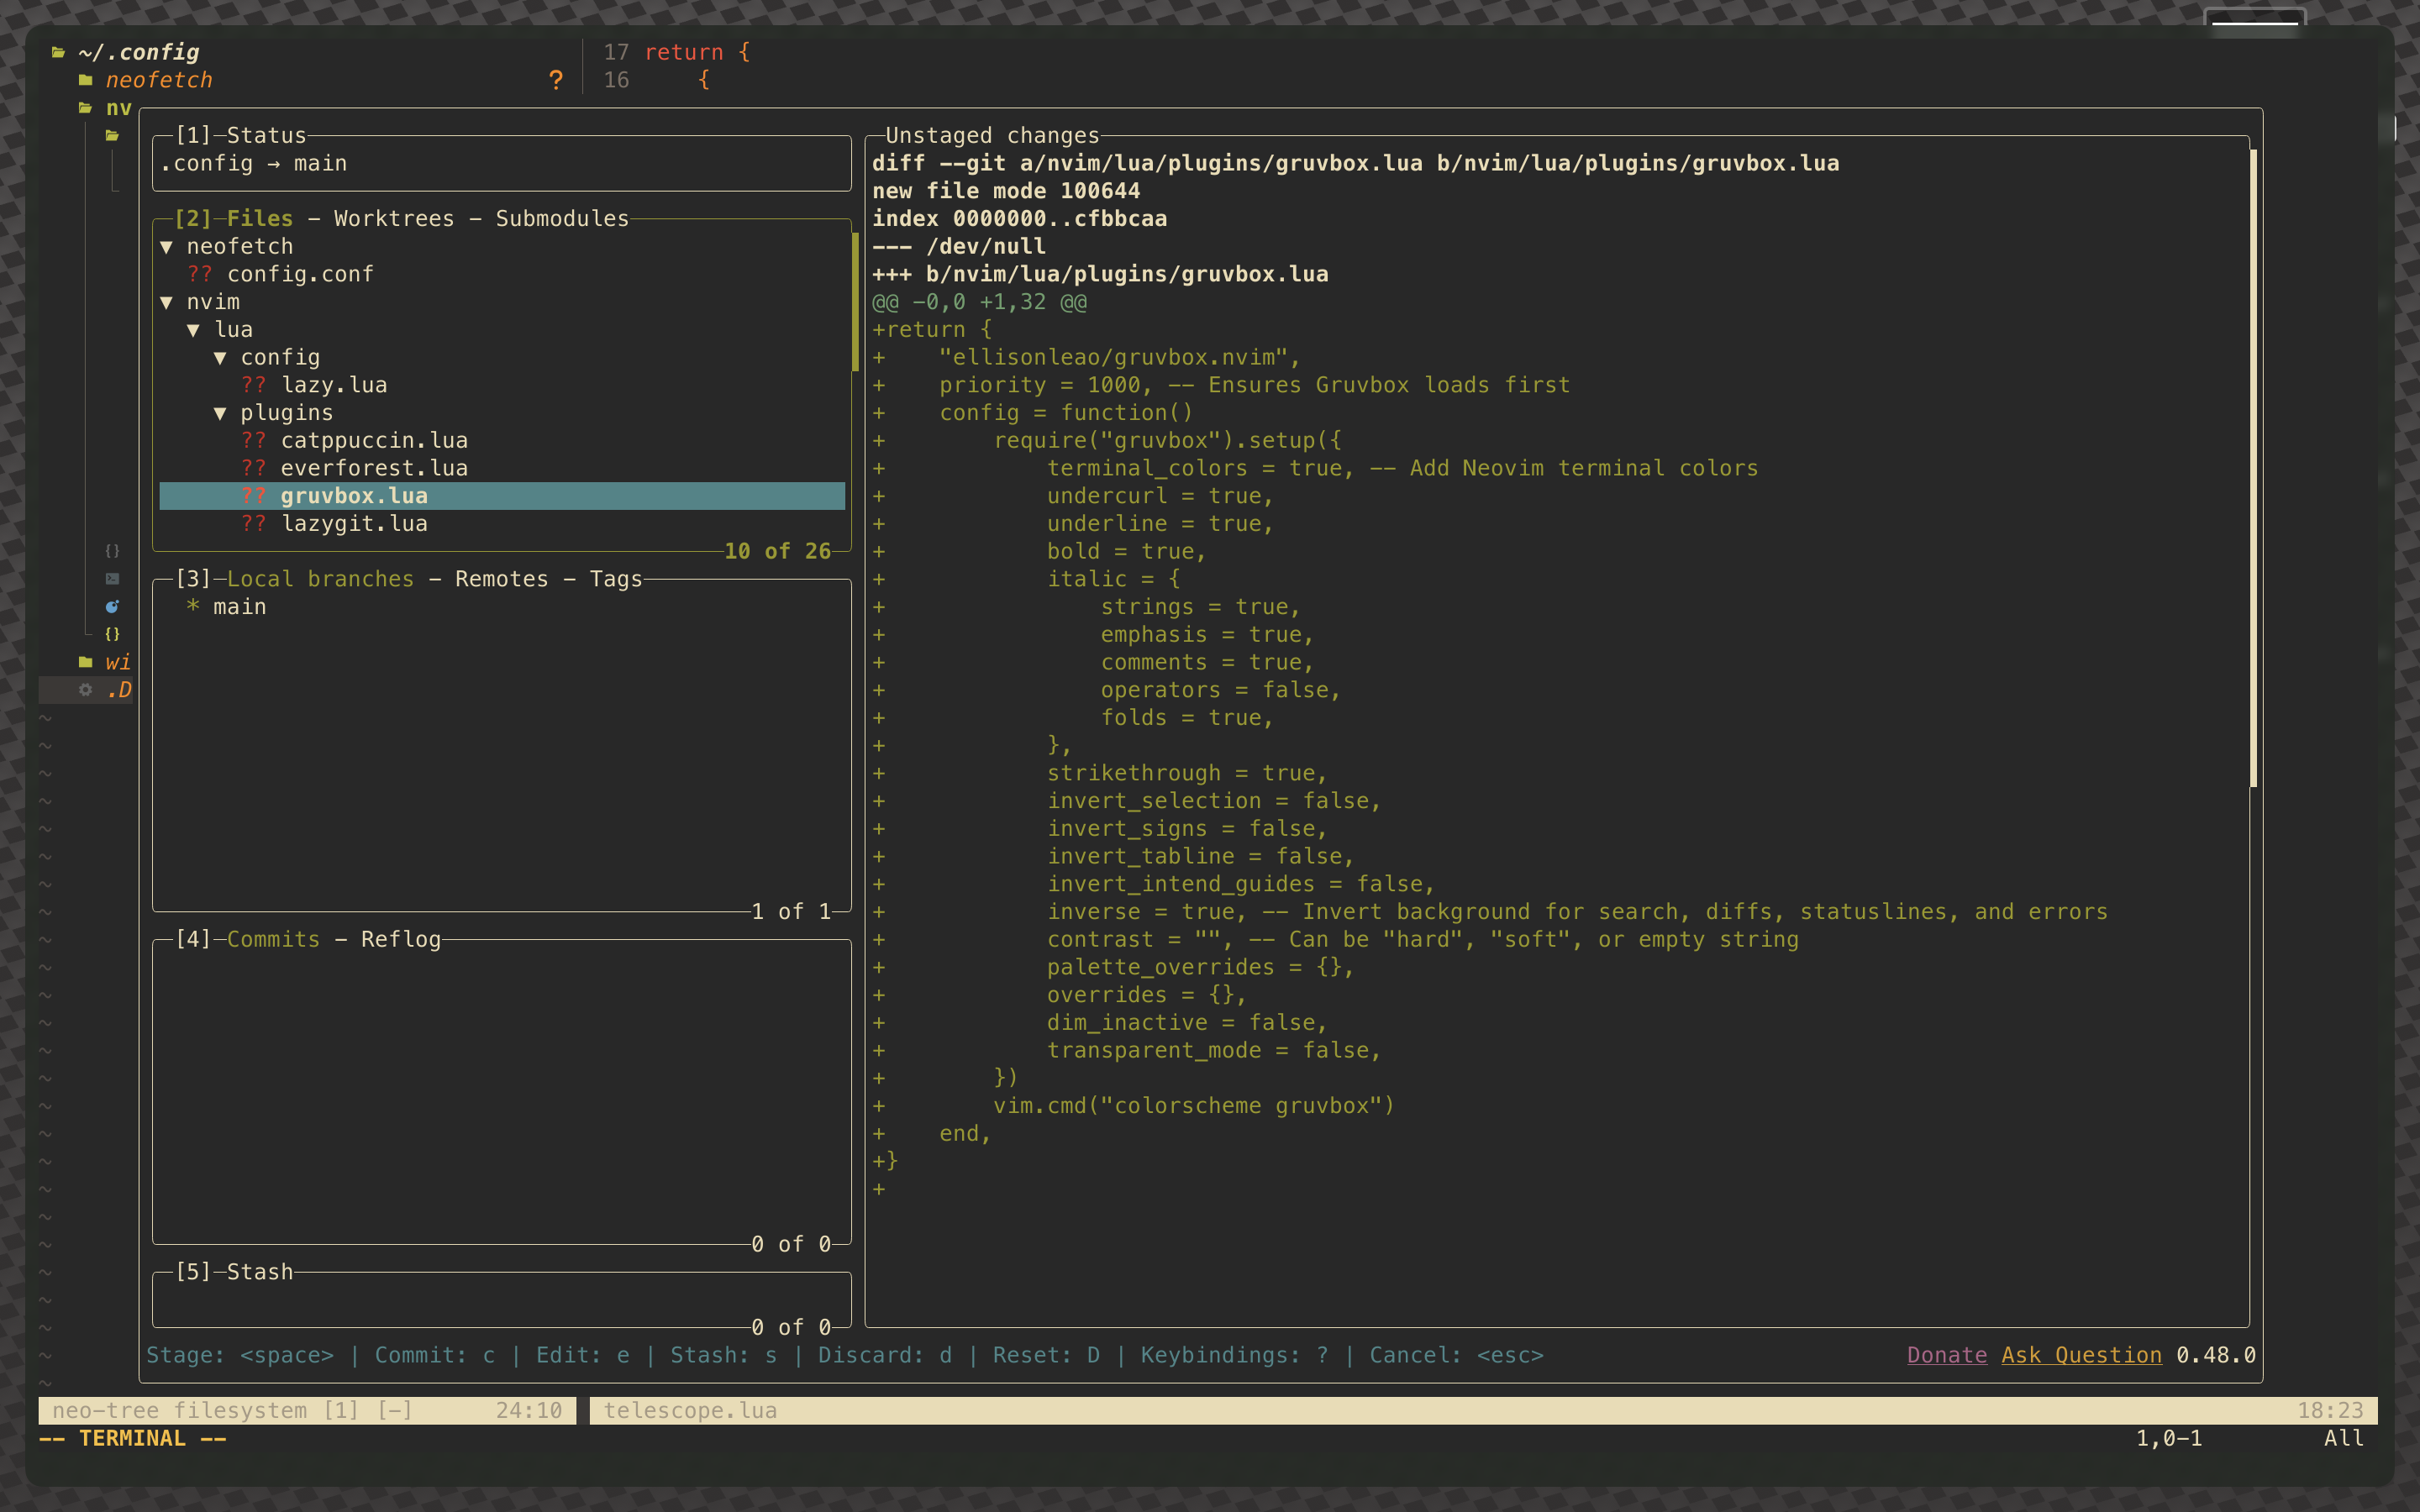 ~/.config
neofetch ?
nv
wi
.D
17 return {
16     {
[1]─Status
.config → main
[2]─Files - Worktrees - Submodules
▼ neofetch
  ?? config.conf
▼ nvim
  ▼ lua
    ▼ config
      ?? lazy.lua
    ▼ plugins
      ?? catppuccin.lua
      ?? everforest.lua
      ?? gruvbox.lua
      ?? lazygit.lua
10 of 26
[3]─Local branches - Remotes - Tags
  * main
1 of 1
[4]─Commits - Reflog
0 of 0
[5]─Stash
0 of 0
Unstaged changes
diff --git a/nvim/lua/plugins/gruvbox.lua b/nvim/lua/plugins/gruvbox.lua
new file mode 100644
index 0000000..cfbbcaa
--- /dev/null
+++ b/nvim/lua/plugins/gruvbox.lua
@@ -0,0 +1,32 @@
+return {
+    "ellisonleao/gruvbox.nvim",
+    priority = 1000, -- Ensures Gruvbox loads first
+    config = function()
+        require("gruvbox").setup({
+            terminal_colors = true, -- Add Neovim terminal colors
+            undercurl = true,
+            underline = true,
+            bold = true,
+            italic = {
+                strings = true,
+                emphasis = true,
+                comments = true,
+                operators = false,
+                folds = true,
+            },
+            strikethrough = true,
+            invert_selection = false,
+            invert_signs = false,
+            invert_tabline = false,
+            invert_intend_guides = false,
+            inverse = true, -- Invert background for search, diffs, statuslines, and errors
+            contrast = "", -- Can be "hard", "soft", or empty string
+            palette_overrides = {},
+            overrides = {},
+            dim_inactive = false,
+            transparent_mode = false,
+        })
+        vim.cmd("colorscheme gruvbox")
+    end,
+}
+
Stage: <space> | Commit: c | Edit: e | Stash: s | Discard: d | Reset: D | Keybindings: ? | Cancel: <esc>
Donate Ask Question 0.48.0
neo-tree filesystem [1] [-] 24:10
telescope.lua 18:23
-- TERMINAL -- 1,0-1 All